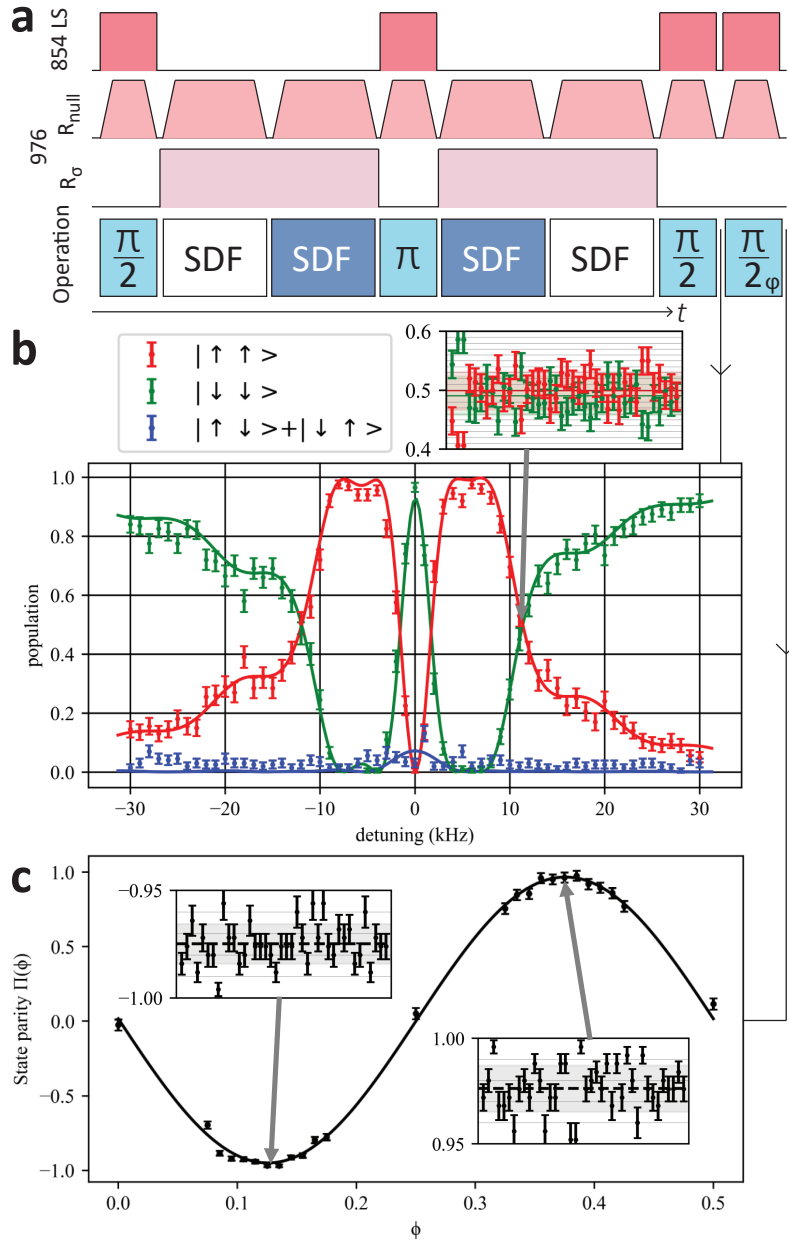 a
854 LS
976
R_null
R_σ
Operation
π/2 SDF SDF π SDF SDF π/2 π/2 φ
t
b
| ↑ ↑ >
| ↓ ↓ >
| ↑ ↓ >+| ↓ ↑ >
0.6
0.5
0.4
population
1.0
0.8
0.6
0.4
0.2
0.0
−30 −20 −10 0 10 20 30
detuning (kHz)
c
State parity Π(ϕ)
1.0
0.5
0.0
−0.5
−1.0
−0.95
−1.00
1.00
0.95
0.0 0.1 0.2 0.3 0.4 0.5
ϕ